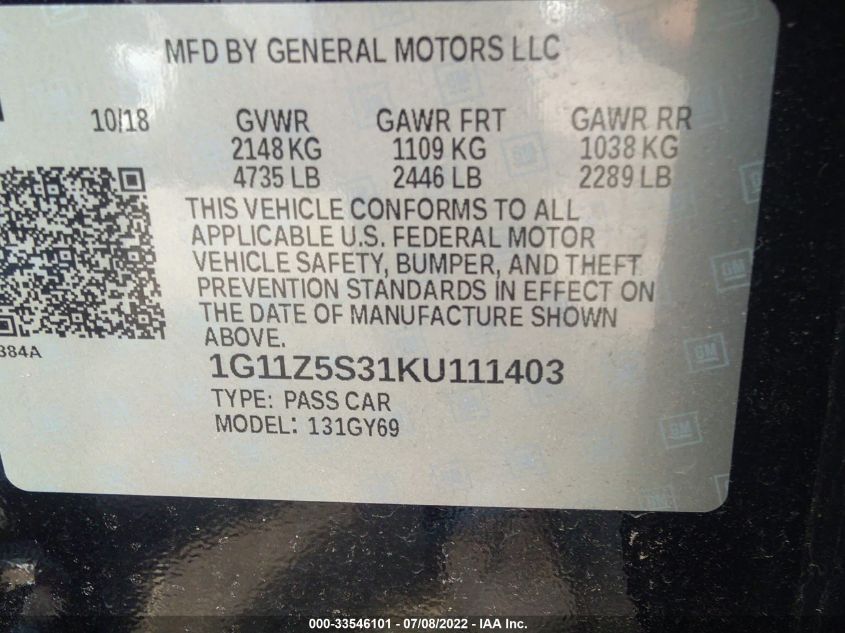 MFD BY GENERAL MOTORS LLC
10/18 GVWR GAWR FRT GAWR RR
2148 KG 1109 KG 1038 KG
4735 LB 2446 LB 2289 LB
THIS VEHICLE CONFORMS TO ALL
APPLICABLE U.S. FEDERAL MOTOR
VEHICLE SAFETY, BUMPER, AND THEFT
PREVENTION STANDARDS IN EFFECT ON
THE DATE OF MANUFACTURE SHOWN
ABOVE.
384A
1G11Z5S31KU111403
TYPE: PASS CAR
MODEL: 131GY69
GM
GM
GM
000-33546101 - 07/08/2022 - IAA Inc.